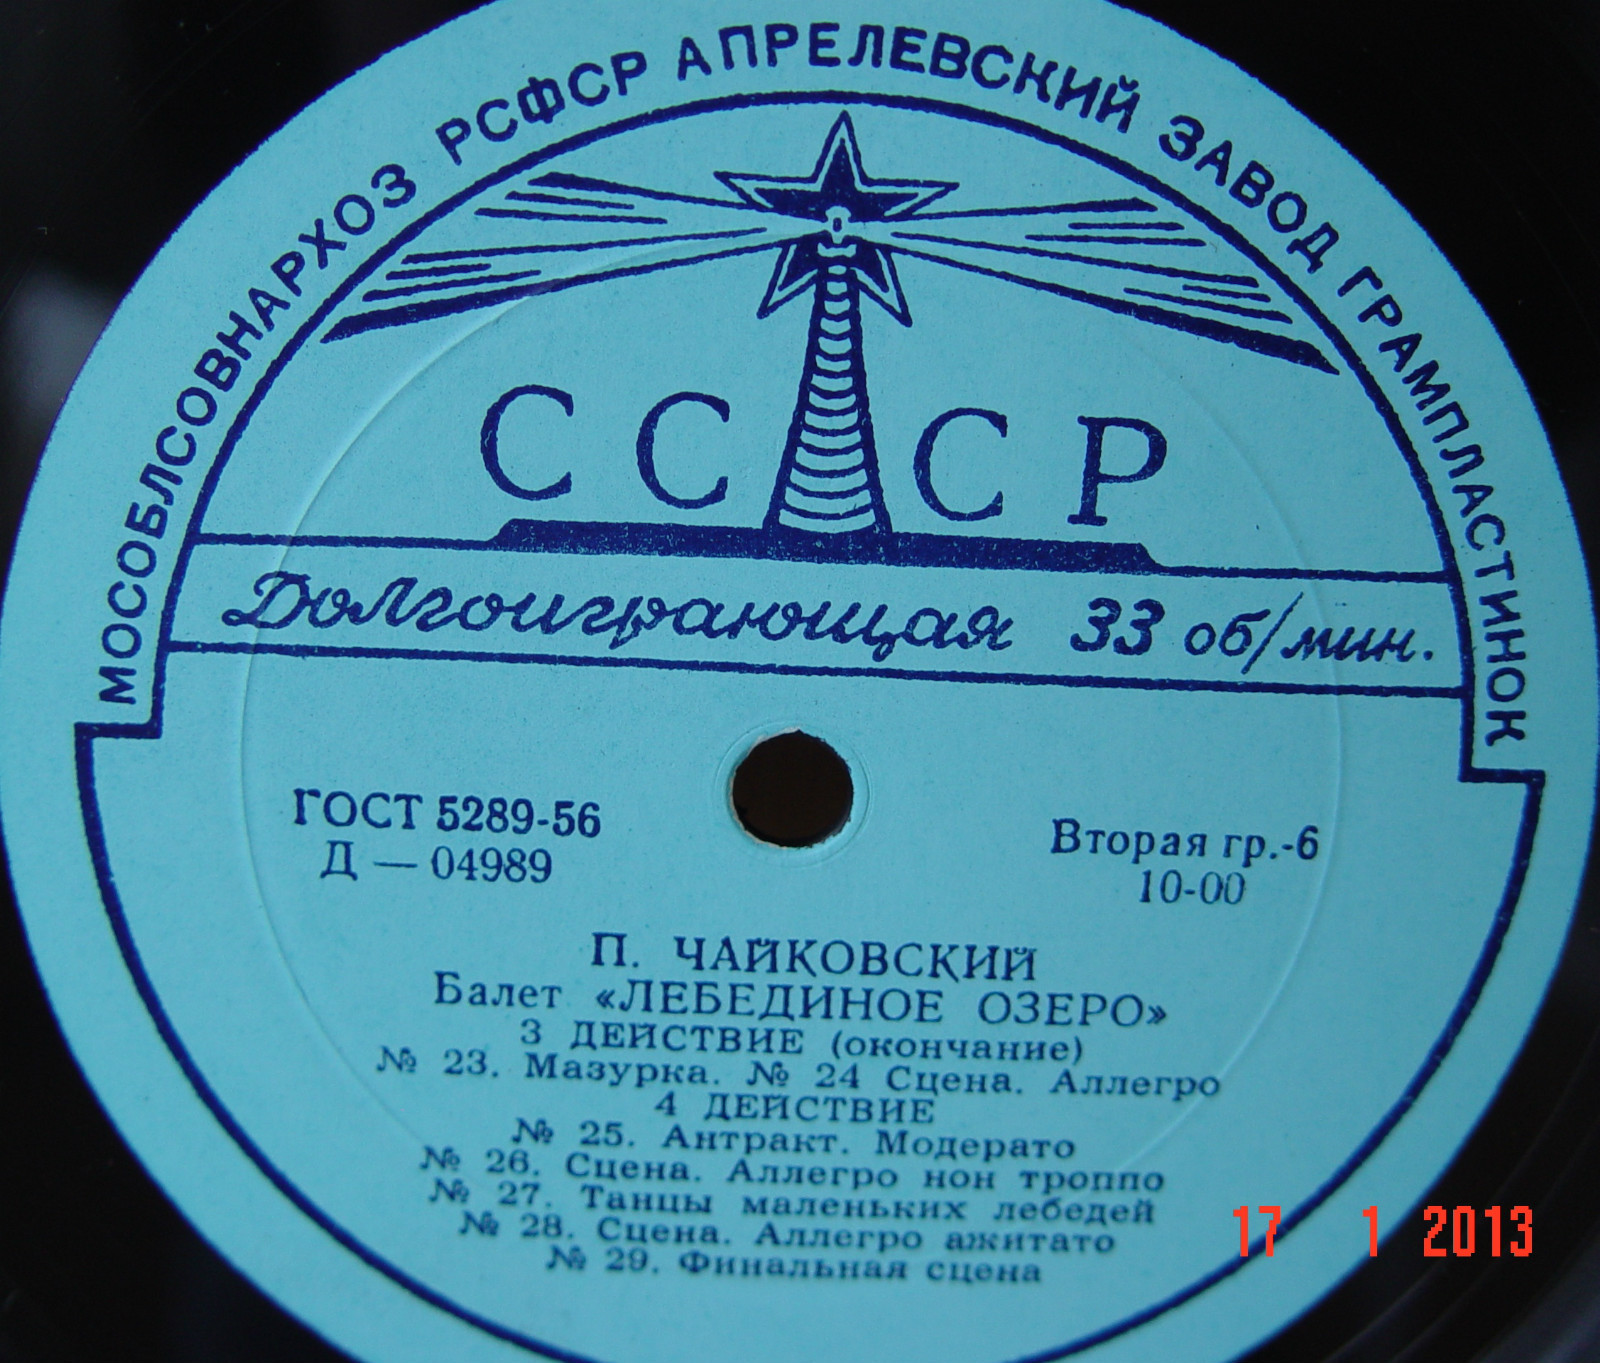 МОСОБЛСОВНАРХОЗ РСФСР АПРЕЛЕВСКИЙ ЗАВОД ГРАМПЛАСТИНОК
СССР
Долгоиграющая 33 об/мин.
ГОСТ 5289-56
Д — 04989
Вторая гр.-6
10-00
П. ЧАЙКОВСКИЙ
Балет «ЛЕБЕДИНОЕ ОЗЕРО»
3 ДЕЙСТВИЕ (окончание)
№ 23. Мазурка. № 24 Сцена. Аллегро
4 ДЕЙСТВИЕ
№ 25. Антракт. Модерато
№ 26. Сцена. Аллегро нон троппо
№ 27. Танцы маленьких лебедей
№ 28. Сцена. Аллегро ажитато
№ 29. Финальная сцена
17 1 2013